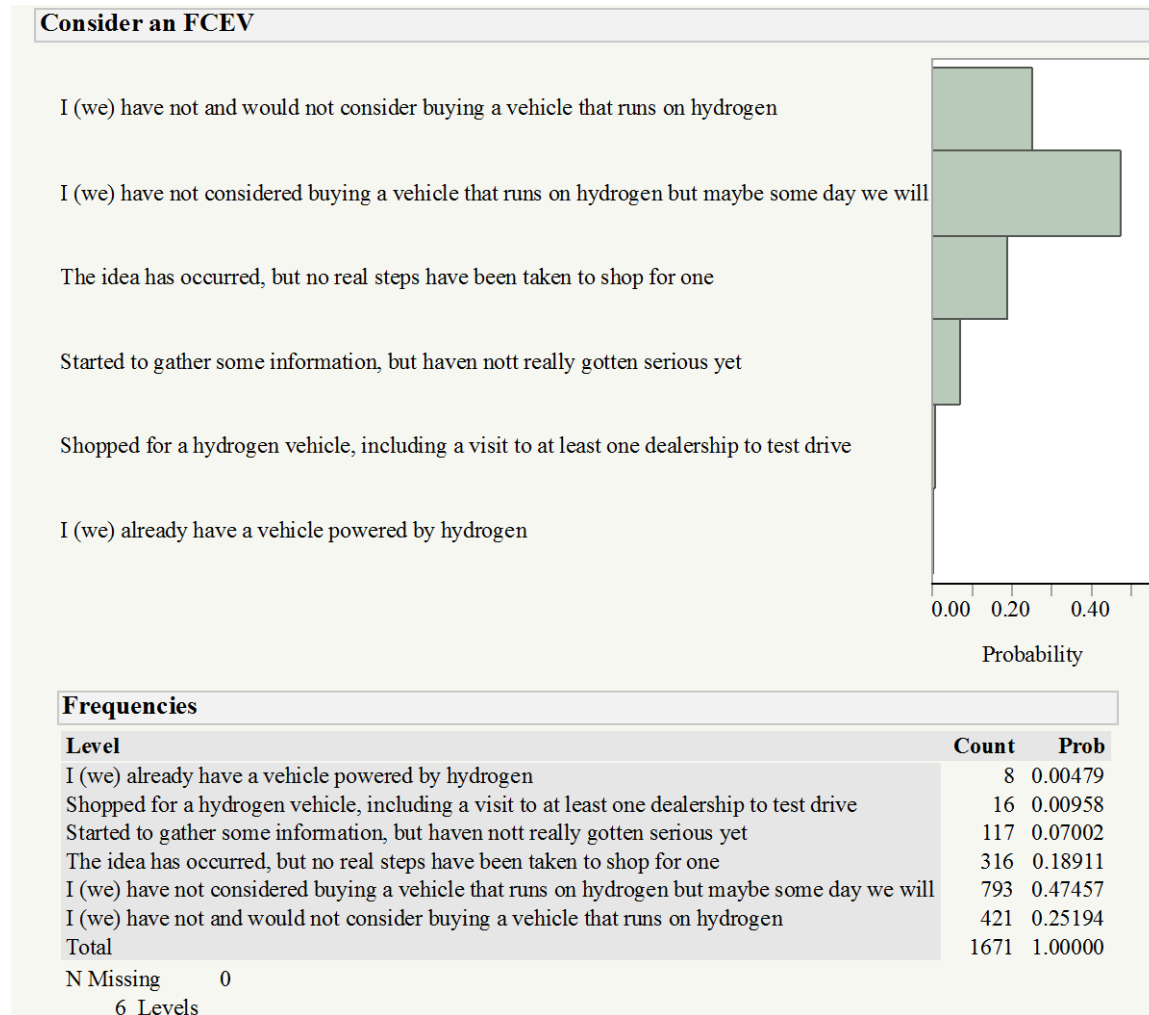 Consider an FCEV
I (we) have not and would not consider buying a vehicle that runs on hydrogen
I (we) have not considered buying a vehicle that runs on hydrogen but maybe some day we will
The idea has occurred, but no real steps have been taken to shop for one
Started to gather some information, but haven nott really gotten serious yet
Shopped for a hydrogen vehicle, including a visit to at least one dealership to test drive
I (we) already have a vehicle powered by hydrogen
0.00 0.20 0.40
Probability
Frequencies
Level Count Prob
I (we) already have a vehicle powered by hydrogen 8 0.00479
Shopped for a hydrogen vehicle, including a visit to at least one dealership to test drive 16 0.00958
Started to gather some information, but haven nott really gotten serious yet 117 0.07002
The idea has occurred, but no real steps have been taken to shop for one 316 0.18911
I (we) have not considered buying a vehicle that runs on hydrogen but maybe some day we will 793 0.47457
I (we) have not and would not consider buying a vehicle that runs on hydrogen 421 0.25194
Total 1671 1.00000
N Missing 0
6 Levels